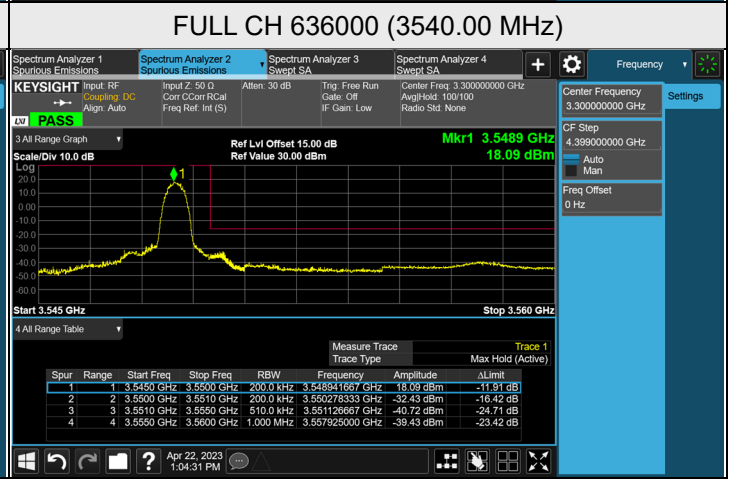 FULL CH 636000 (3540.00 MHz)
Spectrum Analyzer 1
Spurious Emissions
Spectrum Analyzer 2
Spurious Emissions
Spectrum Analyzer 3
Swept SA
Spectrum Analyzer 4
Swept SA
+
Frequency
KEYSIGHT
Input: RF
Coupling: DC
Align: Auto
Input Z: 50 Ω
Corr CCorr RCal
Freq Ref: Int (S)
Atten: 30 dB
Trig: Free Run
Gate: Off
IF Gain: Low
Center Freq: 3.300000000 GHz
Avg|Hold: 100/100
Radio Std: None
LXI
PASS
Center Frequency
3.300000000 GHz
Settings
CF Step
4.399000000 GHz
Auto
Man
Freq Offset
0 Hz
3 All Range Graph
Scale/Div 10.0 dB
Ref Lvl Offset 15.00 dB
Ref Value 30.00 dBm
Mkr1 3.5489 GHz
18.09 dBm
Log
20.0
10.0
0.00
-10.0
-20.0
-30.0
-40.0
-50.0
-60.0
1
Start 3.545 GHz
Stop 3.560 GHz
4 All Range Table
Measure Trace Trace 1
Trace Type Max Hold (Active)
Spur Range Start Freq Stop Freq RBW Frequency Amplitude ΔLimit
1 1 3.5450 GHz 3.5500 GHz 200.0 kHz 3.548941667 GHz 18.09 dBm -11.91 dB
2 2 3.5500 GHz 3.5510 GHz 200.0 kHz 3.550278333 GHz -32.43 dBm -16.42 dB
3 3 3.5510 GHz 3.5550 GHz 510.0 kHz 3.551126667 GHz -40.72 dBm -24.71 dB
4 4 3.5550 GHz 3.5600 GHz 1.000 MHz 3.557925000 GHz -39.43 dBm -23.42 dB
?
Apr 22, 2023
1:04:31 PM